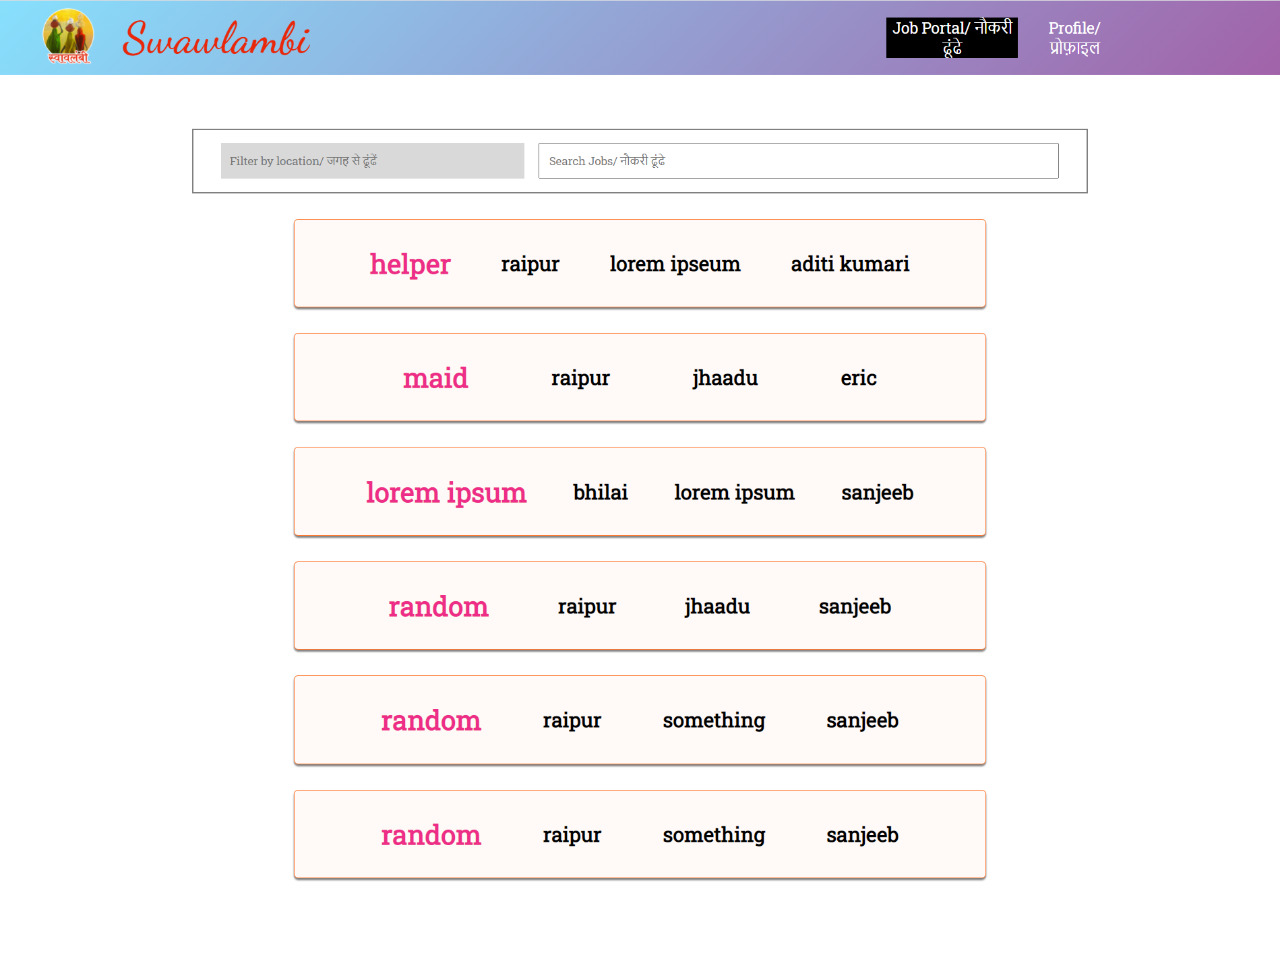 स्वावलंबी
Swawlambi
Job Portal/ नौकरी
ढूंढे
Profile/
प्रोफ़ाइल
Filter by location/ जगह से ढूंढें
Search Jobs/ नौकरी ढूंढे
helper raipur lorem ipseum aditi kumari
maid raipur jhaadu eric
lorem ipsum bhilai lorem ipsum sanjeeb
random raipur jhaadu sanjeeb
random raipur something sanjeeb
random raipur something sanjeeb